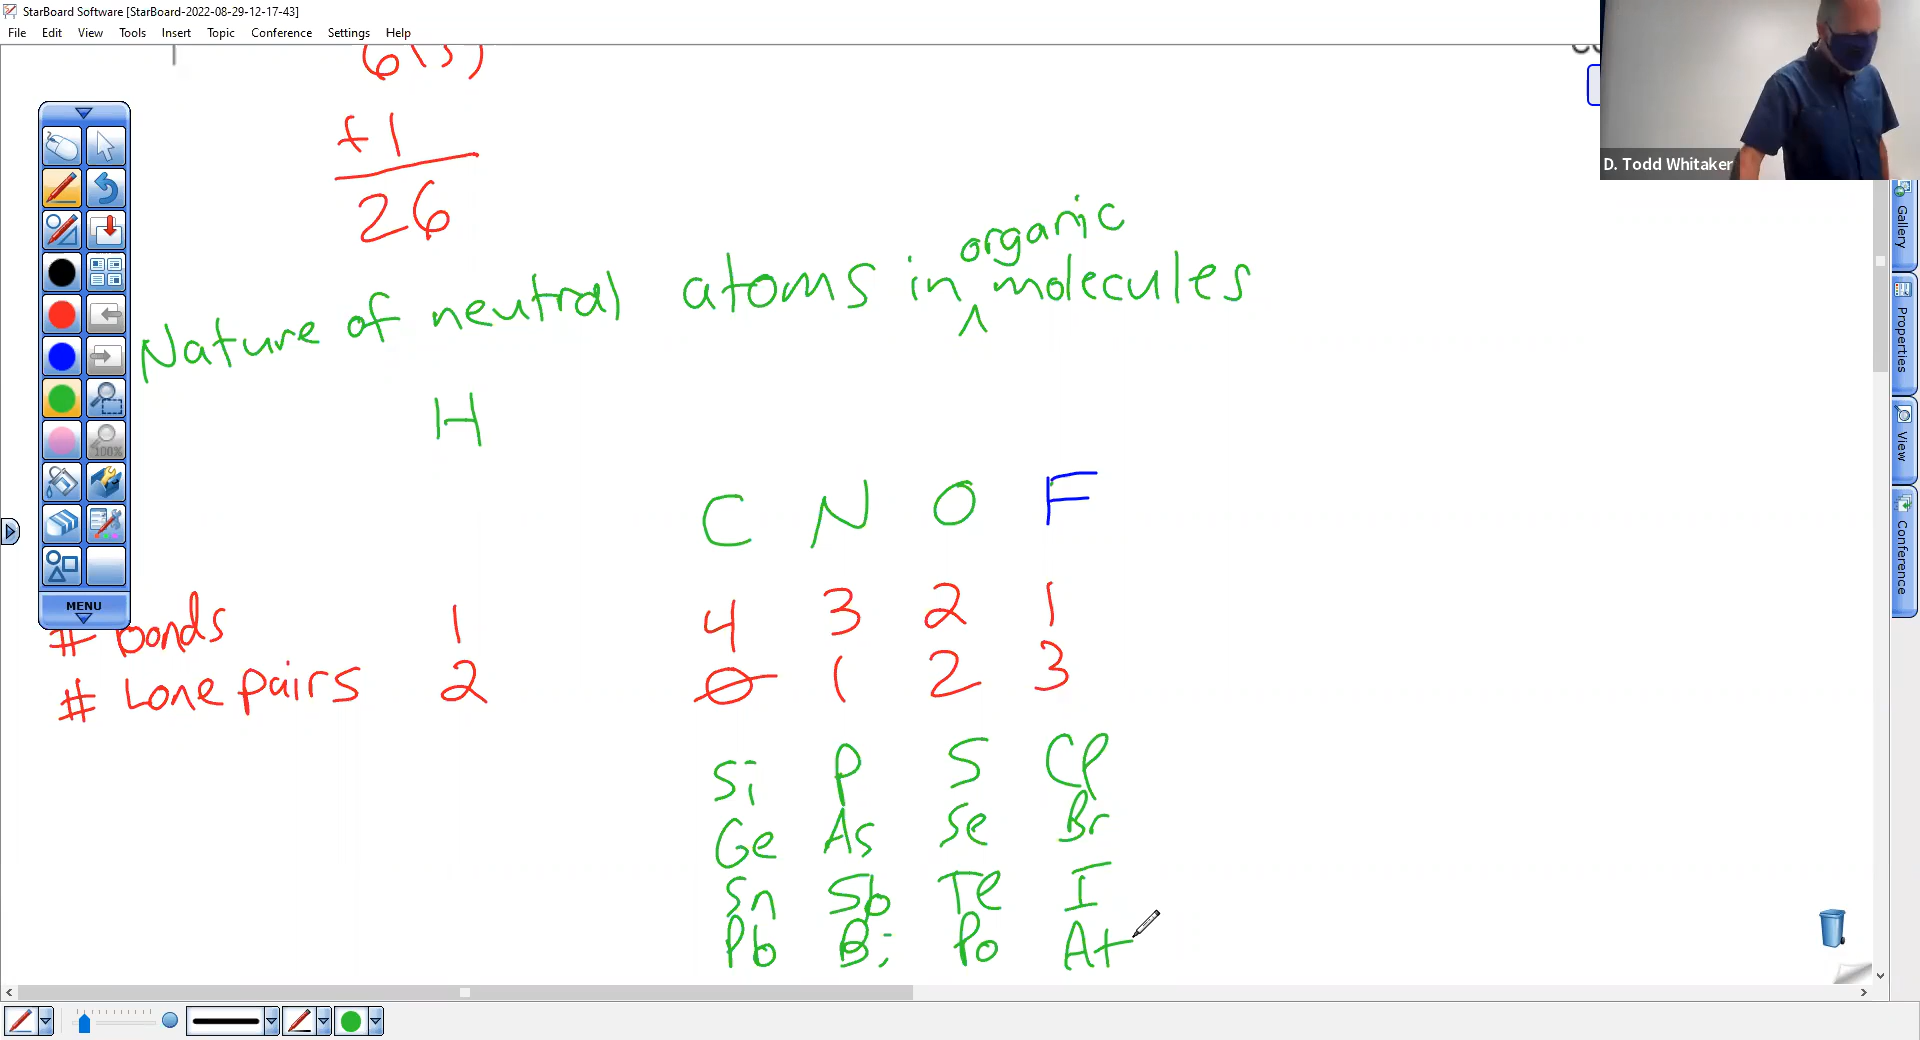 StarBoard Software [StarBoard-2022-08-29-12-17-43]
File Edit View Tools Insert Topic Conference Settings Help
6(3)
+1
26
D. Todd Whitaker
Gallery
Properties
View
Conference
organic
Nature of neutral atoms in ^ molecules
H
C N O F
100%
MENU
# bonds 1 4 3 2 1
# Lone pairs 2 0 1 2 3
Si P S Cl
Ge As Se Br
Sn Sb Te I
Pb Bi Po At